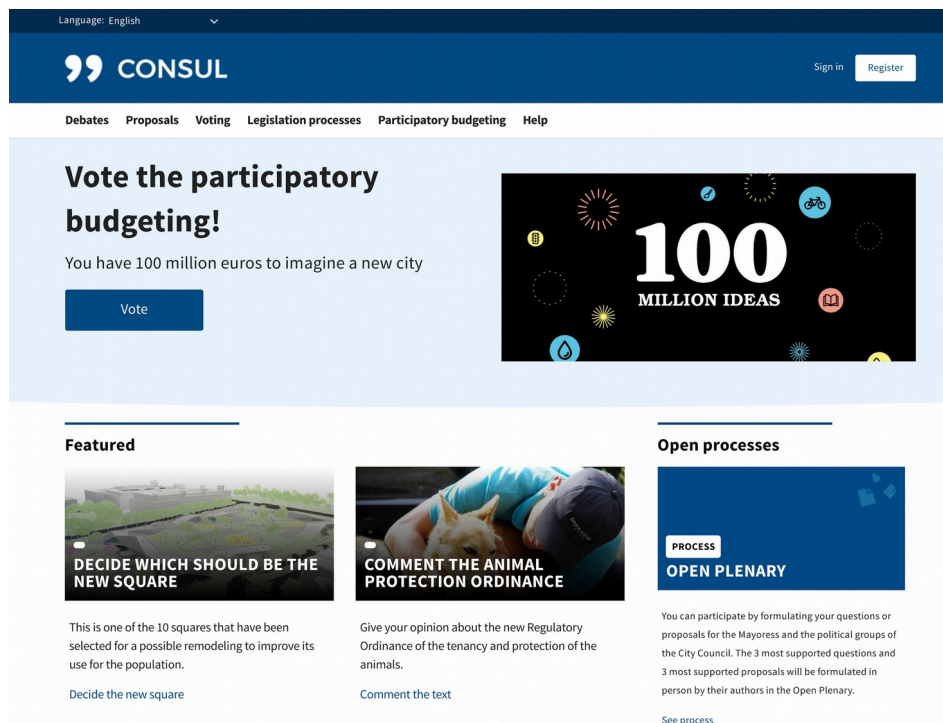 Language: English
CONSUL
Sign in
Register
Debates
Proposals
Voting
Legislation processes
Participatory budgeting
Help
Vote the participatory
budgeting!
You have 100 million euros to imagine a new city
Vote
100
MILLION IDEAS
Featured
DECIDE WHICH SHOULD BE THE
NEW SQUARE
This is one of the 10 squares that have been
selected for a possible remodeling to improve its
use for the population.
Decide the new square
COMMENT THE ANIMAL
PROTECTION ORDINANCE
Give your opinion about the new Regulatory
Ordinance of the tenancy and protection of the
animals.
Comment the text
Open processes
PROCESS
OPEN PLENARY
You can participate by formulating your questions or
proposals for the Mayoress and the political groups of
the City Council. The 3 most supported questions and
3 most supported proposals will be formulated in
person by their authors in the Open Plenary.
See process